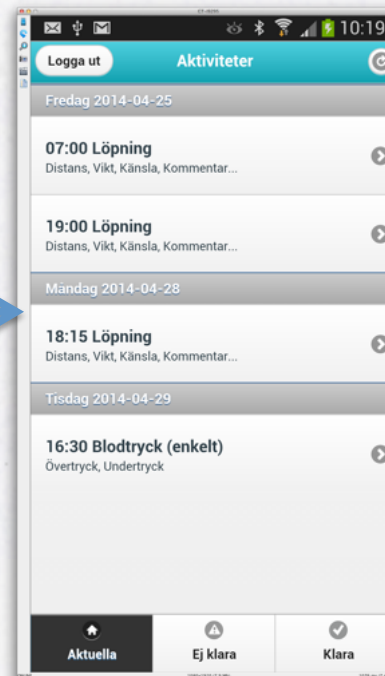 10:19
Logga ut
Aktiviteter
Fredag 2014-04-25
07:00 Löpning
Distans, Vikt, Känsla, Kommentar...
19:00 Löpning
Distans, Vikt, Känsla, Kommentar...
Måndag 2014-04-28
18:15 Löpning
Distans, Vikt, Känsla, Kommentar...
Tisdag 2014-04-29
16:30 Blodtryck (enkelt)
Övertryck, Undertryck
Aktuella
Ej klara
Klara